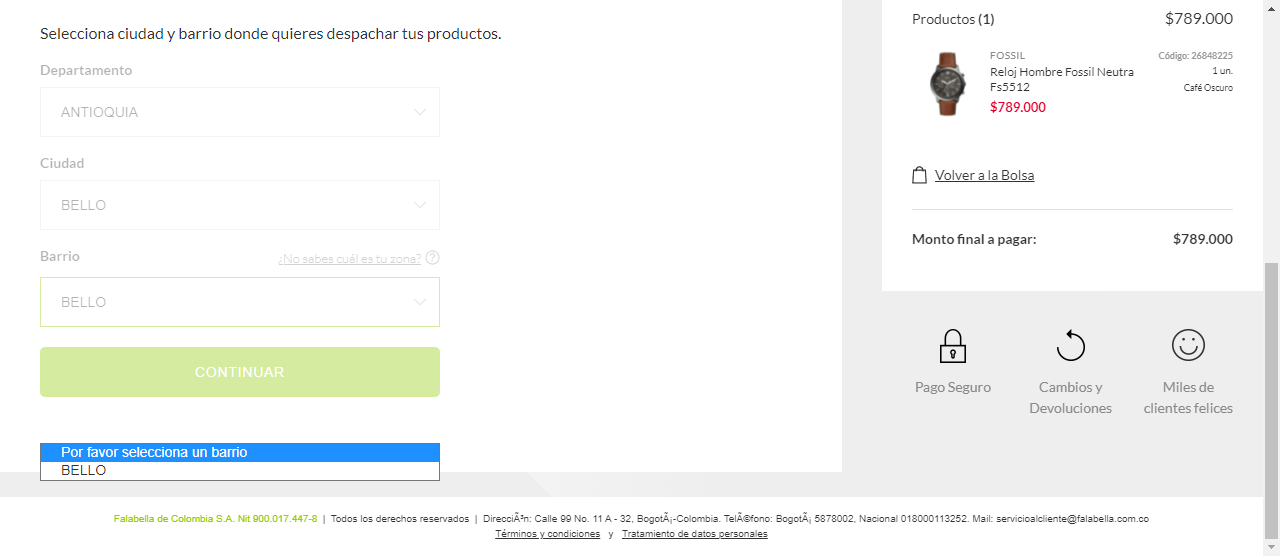 Selecciona ciudad y barrio donde quieres despachar tus productos.
Departamento
ANTIOQUIA
Ciudad
BELLO
Barrio
¿No sabes cuál es tu zona? ?
BELLO
CONTINUAR
Por favor selecciona un barrio
BELLO
Productos (1) $789.000
FOSSIL
Reloj Hombre Fossil Neutra
Fs5512
$789.000
Código: 26848225
1 un.
Café Oscuro
Volver a la Bolsa
Monto final a pagar: $789.000
Pago Seguro
Cambios y
Devoluciones
Miles de
clientes felices
Falabella de Colombia S.A. Nit 900.017.447-8 | Todos los derechos reservados | DirecciÃ³n: Calle 99 No. 11 A - 32, BogotÃ¡-Colombia. TelÃ©fono: BogotÃ¡ 5878002, Nacional 018000113252. Mail: servicioalcliente@falabella.com.co
Términos y condiciones y Tratamiento de datos personales